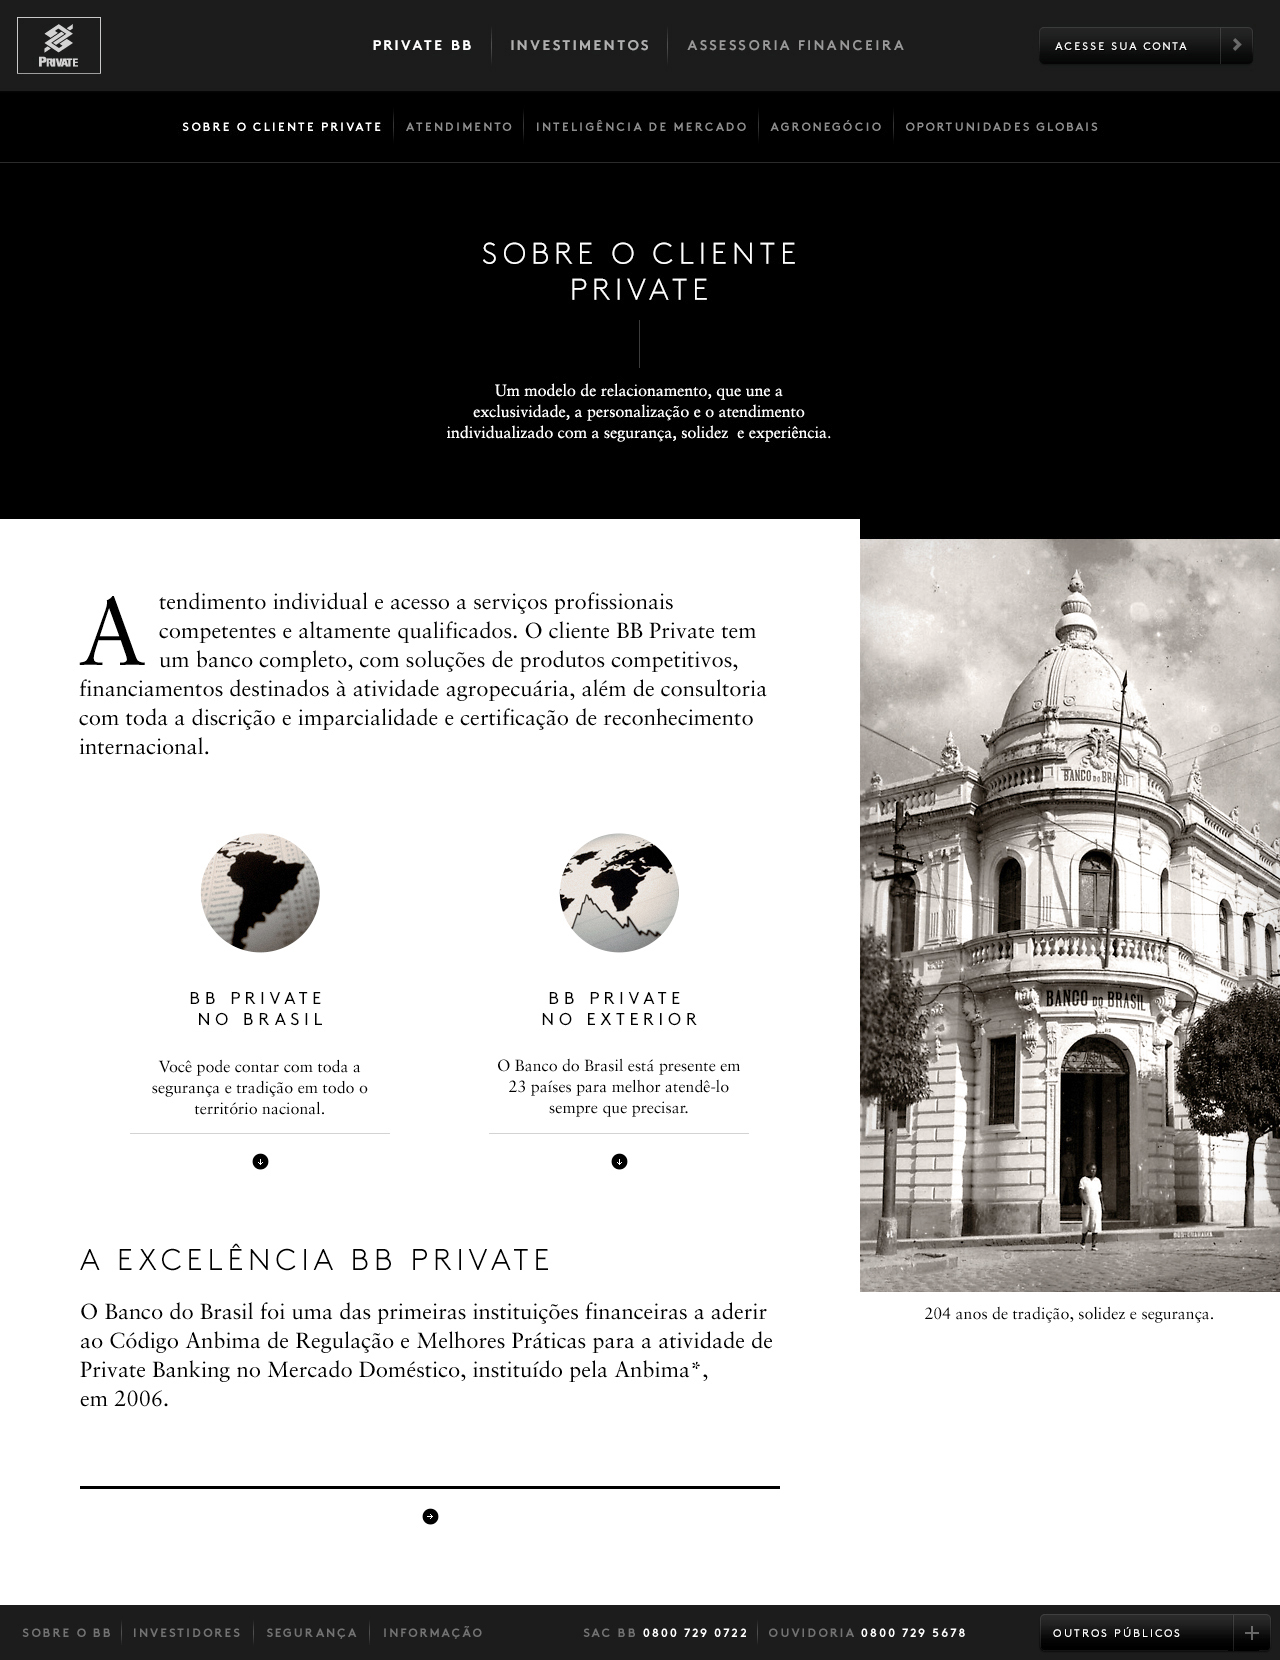 PRIVATE
PRIVATE BB
INVESTIMENTOS
ASSESSORIA FINANCEIRA
ACESSE SUA CONTA
SOBRE O CLIENTE PRIVATE
ATENDIMENTO
INTELIGÊNCIA DE MERCADO
AGRONEGÓCIO
OPORTUNIDADES GLOBAIS
SOBRE O CLIENTE
PRIVATE
Um modelo de relacionamento, que une a
exclusividade, a personalização e o atendimento
individualizado com a segurança, solidez e experiência.
Atendimento individual e acesso a serviços profissionais
competentes e altamente qualificados. O cliente BB Private tem
um banco completo, com soluções de produtos competitivos,
financiamentos destinados à atividade agropecuária, além de consultoria
com toda a discrição e imparcialidade e certificação de reconhecimento
internacional.
BANCO DO BRASIL
BANCO DO BRASIL
BB PRIVATE
NO BRASIL
Você pode contar com toda a
segurança e tradição em todo o
território nacional.
BB PRIVATE
NO EXTERIOR
O Banco do Brasil está presente em
23 países para melhor atendê-lo
sempre que precisar.
A EXCELÊNCIA BB PRIVATE
O Banco do Brasil foi uma das primeiras instituições financeiras a aderir
ao Código Anbima de Regulação e Melhores Práticas para a atividade de
Private Banking no Mercado Doméstico, instituído pela Anbima*,
em 2006.
204 anos de tradição, solidez e segurança.
SOBRE O BB
INVESTIDORES
SEGURANÇA
INFORMAÇÃO
SAC BB 0800 729 0722
OUVIDORIA 0800 729 5678
OUTROS PÚBLICOS